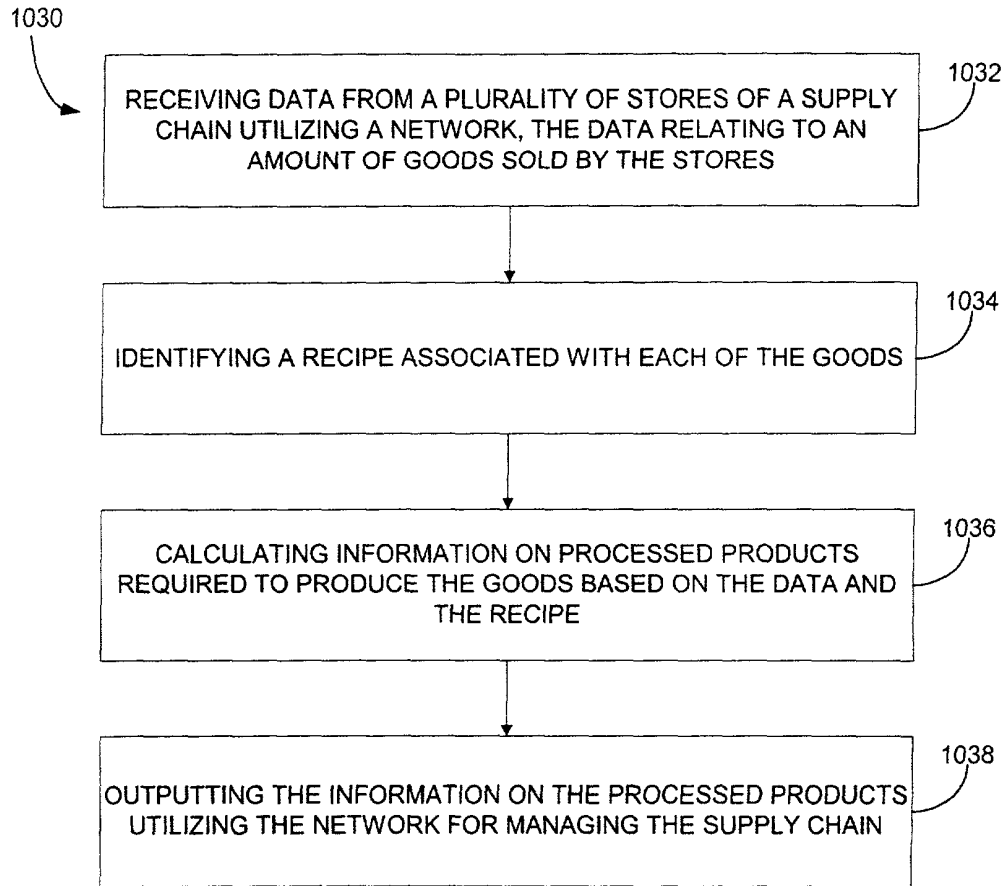 1030
1032
RECEIVING DATA FROM A PLURALITY OF STORES OF A SUPPLY
CHAIN UTILIZING A NETWORK, THE DATA RELATING TO AN
AMOUNT OF GOODS SOLD BY THE STORES
1034
IDENTIFYING A RECIPE ASSOCIATED WITH EACH OF THE GOODS
1036
CALCULATING INFORMATION ON PROCESSED PRODUCTS
REQUIRED TO PRODUCE THE GOODS BASED ON THE DATA AND
THE RECIPE
1038
OUTPUTTING THE INFORMATION ON THE PROCESSED PRODUCTS
UTILIZING THE NETWORK FOR MANAGING THE SUPPLY CHAIN